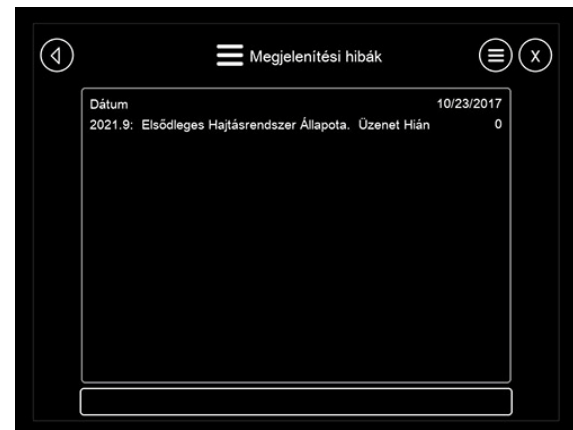 Megjelenítési hibák
X
Dátum 10/23/2017
2021.9: Elsődleges Hajtásrendszer Állapota. Üzenet Hián 0